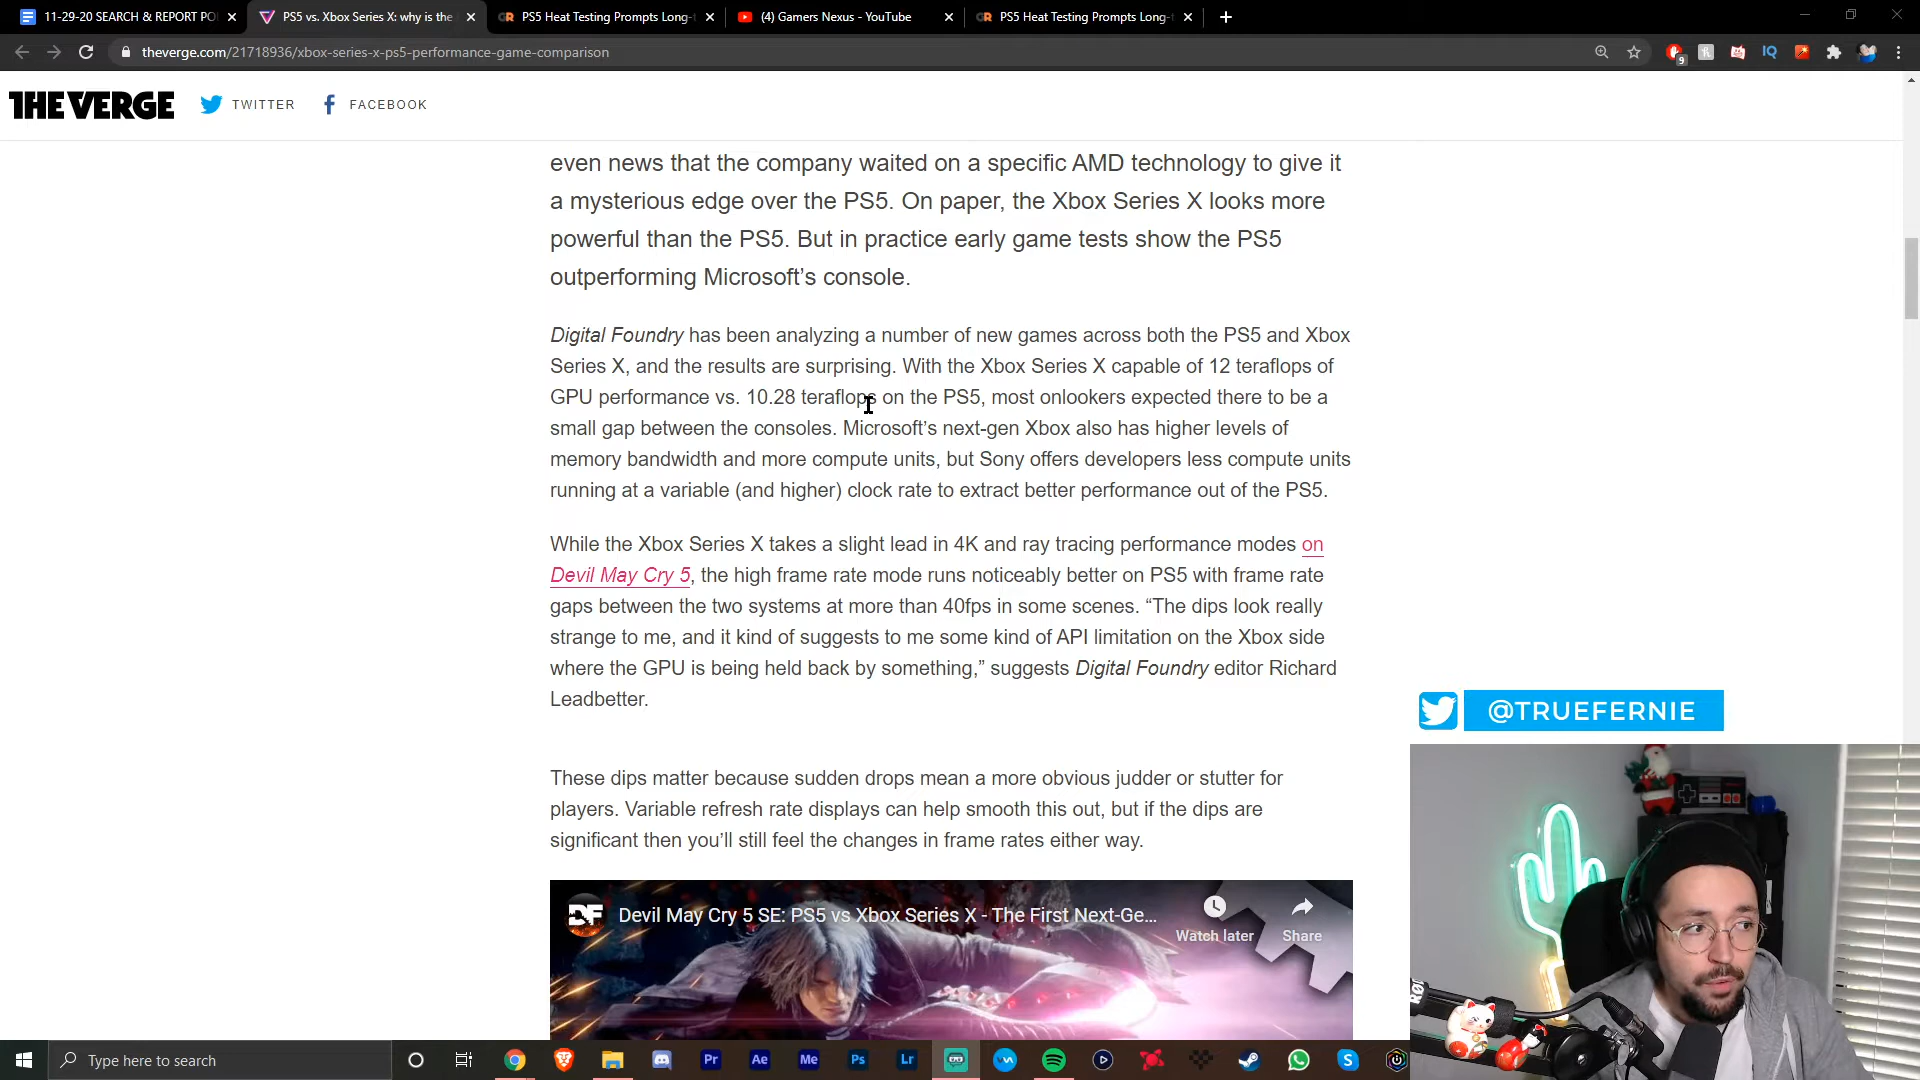 11-29-20 SEARCH & REPORT PO
PS5 vs. Xbox Series X: why is the
PS5 Heat Testing Prompts Long-
(4) Gamers Nexus - YouTube
PS5 Heat Testing Prompts Long-
theverge.com/21718936/xbox-series-x-ps5-performance-game-comparison
9
IQ
THE VERGE
TWITTER
FACEBOOK
even news that the company waited on a specific AMD technology to give it
a mysterious edge over the PS5. On paper, the Xbox Series X looks more
powerful than the PS5. But in practice early game tests show the PS5
outperforming Microsoft’s console.
Digital Foundry has been analyzing a number of new games across both the PS5 and Xbox
Series X, and the results are surprising. With the Xbox Series X capable of 12 teraflops of
GPU performance vs. 10.28 teraflops on the PS5, most onlookers expected there to be a
small gap between the consoles. Microsoft’s next-gen Xbox also has higher levels of
memory bandwidth and more compute units, but Sony offers developers less compute units
running at a variable (and higher) clock rate to extract better performance out of the PS5.
While the Xbox Series X takes a slight lead in 4K and ray tracing performance modes on
Devil May Cry 5, the high frame rate mode runs noticeably better on PS5 with frame rate
gaps between the two systems at more than 40fps in some scenes. “The dips look really
strange to me, and it kind of suggests to me some kind of API limitation on the Xbox side
where the GPU is being held back by something,” suggests Digital Foundry editor Richard
Leadbetter.
@TRUEFERNIE
These dips matter because sudden drops mean a more obvious judder or stutter for
players. Variable refresh rate displays can help smooth this out, but if the dips are
significant then you’ll still feel the changes in frame rates either way.
DF
Devil May Cry 5 SE: PS5 vs Xbox Series X - The First Next-Ge...
Watch later
Share
Type here to search
Pr
Ae
Me
Ps
Lr